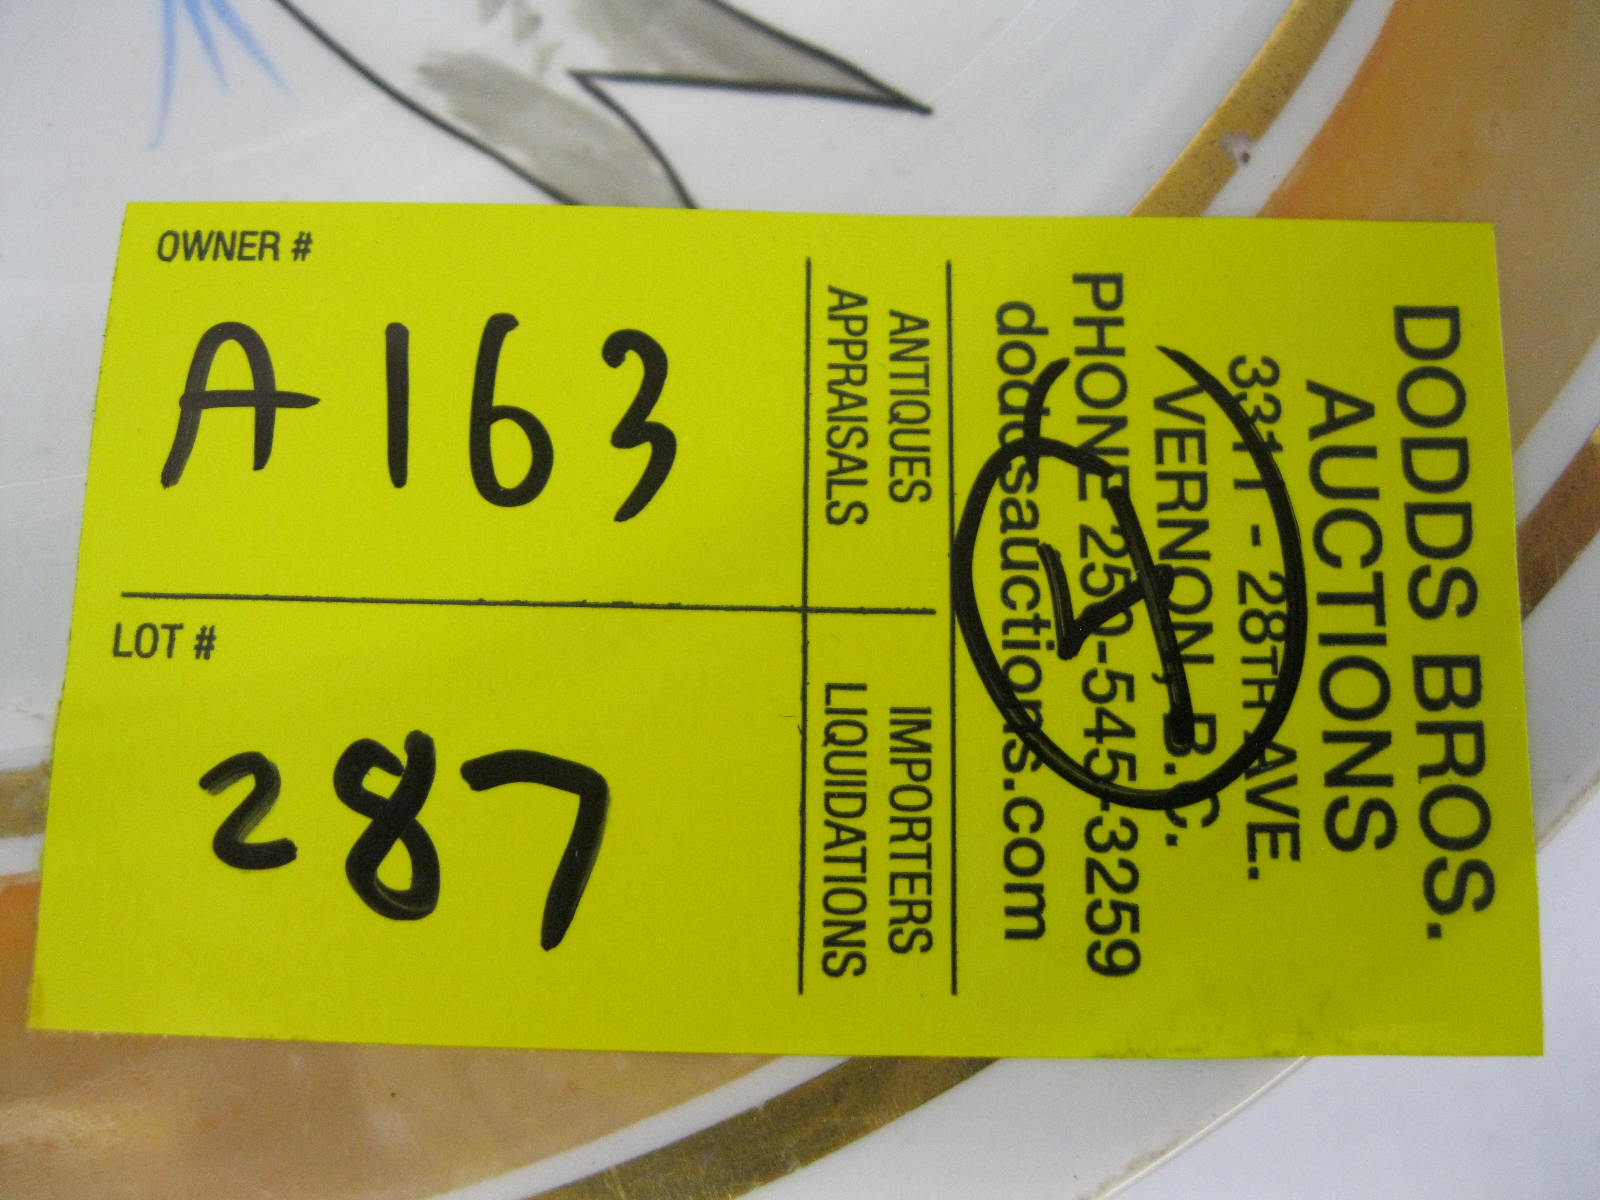 OWNER #
A163
LOT #
287
ANTIQUES
APPRAISALS
IMPORTERS
LIQUIDATIONS
DODDS BROS.
AUCTIONS
3311 - 28TH AVE.
VERNON, B.C.
PHONE 250-545-3259
doddsauctions.com